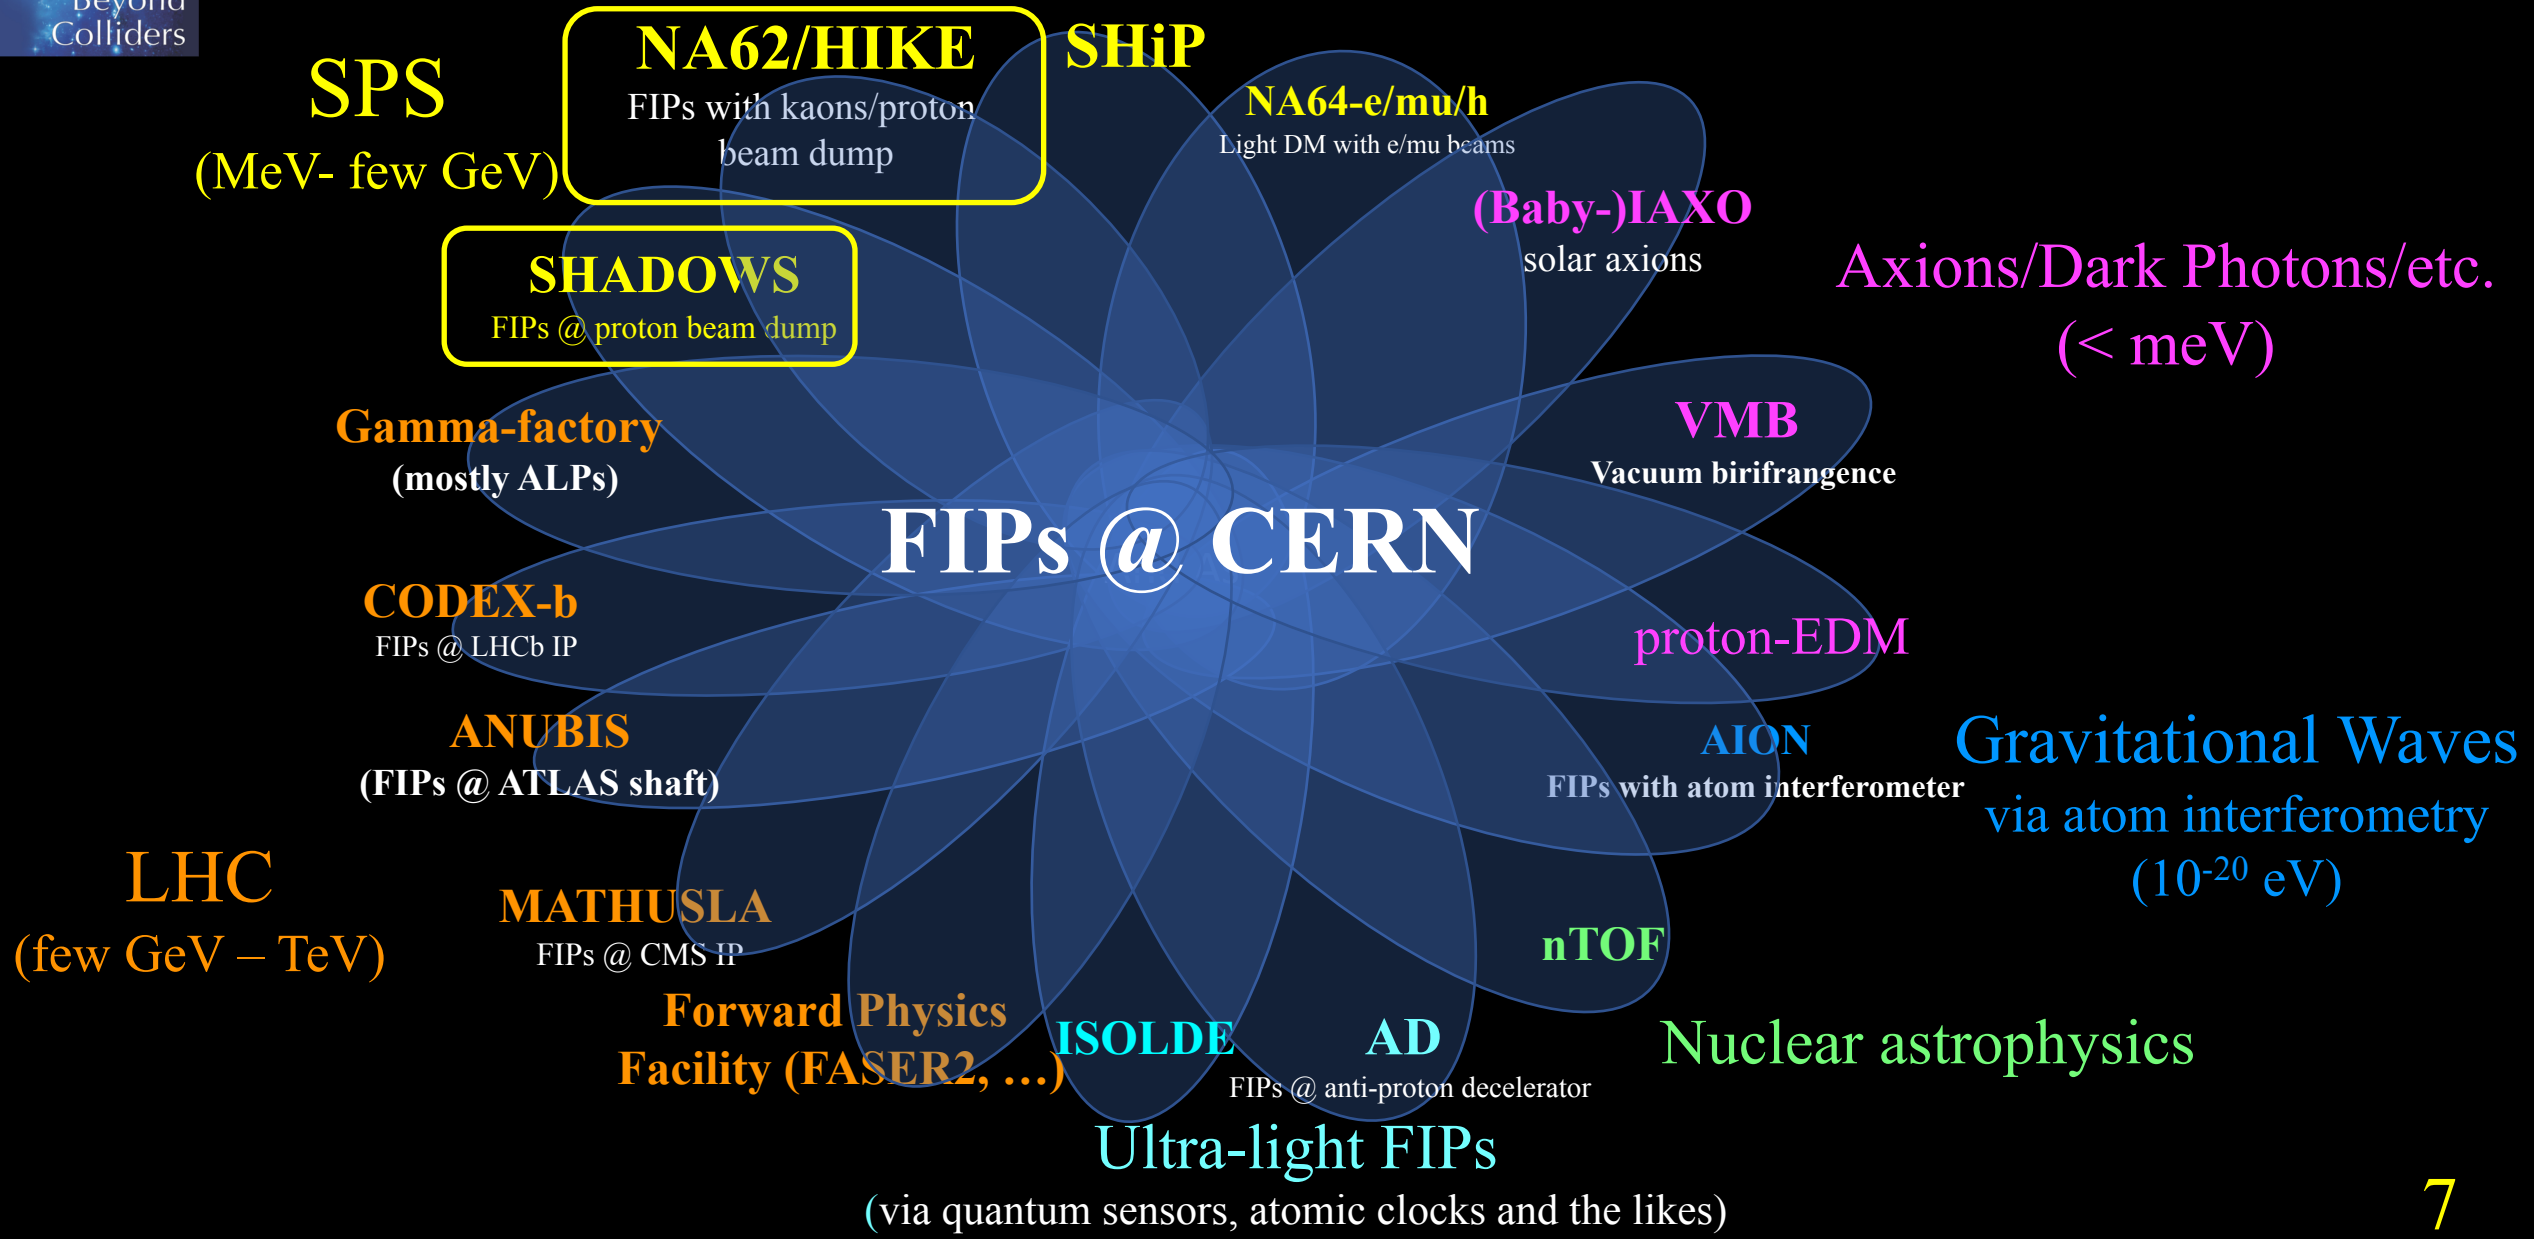 Beyond
Colliders
SPS
(MeV- few GeV)
NA62/HIKE
FIPs with kaons/proton
beam dump
SHiP
NA64-e/mu/h
Light DM with e/mu beams
(Baby-)IAXO
solar axions
Axions/Dark Photons/etc.
(< meV)
SHADOWS
FIPs @ proton beam dump
Gamma-factory
(mostly ALPs)
VMB
Vacuum birifrangence
FIPs @ CERN
CODEX-b
FIPs @ LHCb IP
proton-EDM
ANUBIS
(FIPs @ ATLAS shaft)
AION
FIPs with atom interferometer
Gravitational Waves
via atom interferometry
(10-20 eV)
LHC
(few GeV – TeV)
MATHUSLA
FIPs @ CMS IP
nTOF
Forward Physics
Facility (FASER2, …)
ISOLDE
AD
FIPs @ anti-proton decelerator
Nuclear astrophysics
Ultra-light FIPs
(via quantum sensors, atomic clocks and the likes)
7